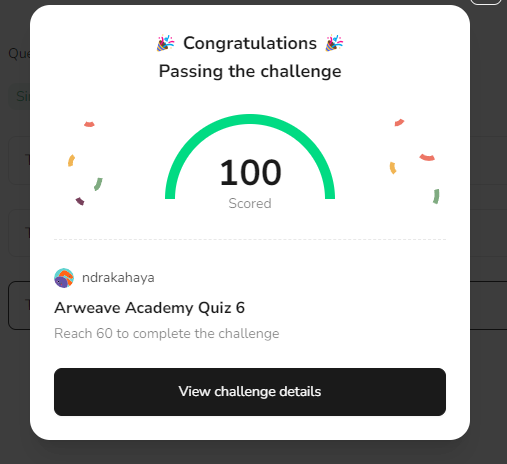 Congratulations
Passing the challenge
100
Scored
ndrakahaya
Arweave Academy Quiz 6
Reach 60 to complete the challenge
View challenge details